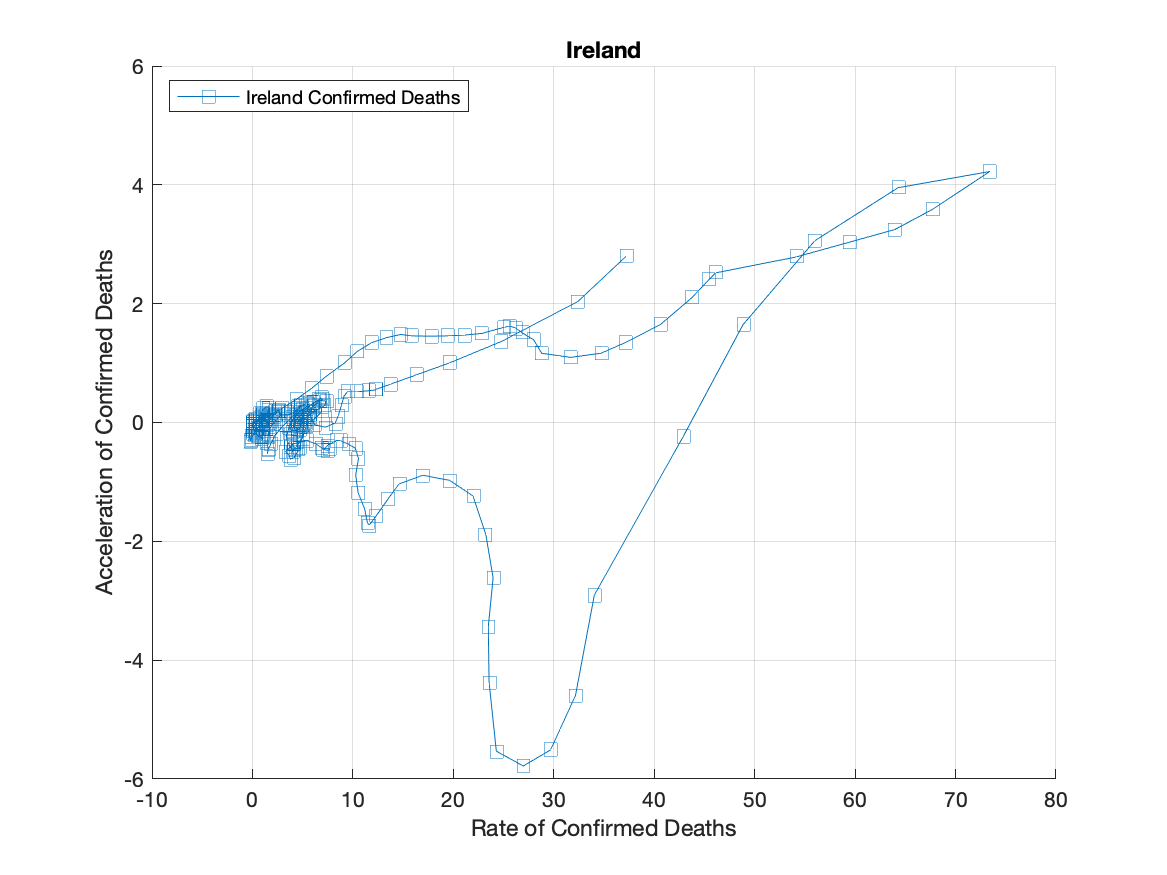 Ireland
Ireland Confirmed Deaths
6
4
2
0
-2
-4
-6
Acceleration of Confirmed Deaths
-10 0 10 20 30 40 50 60 70 80
Rate of Confirmed Deaths